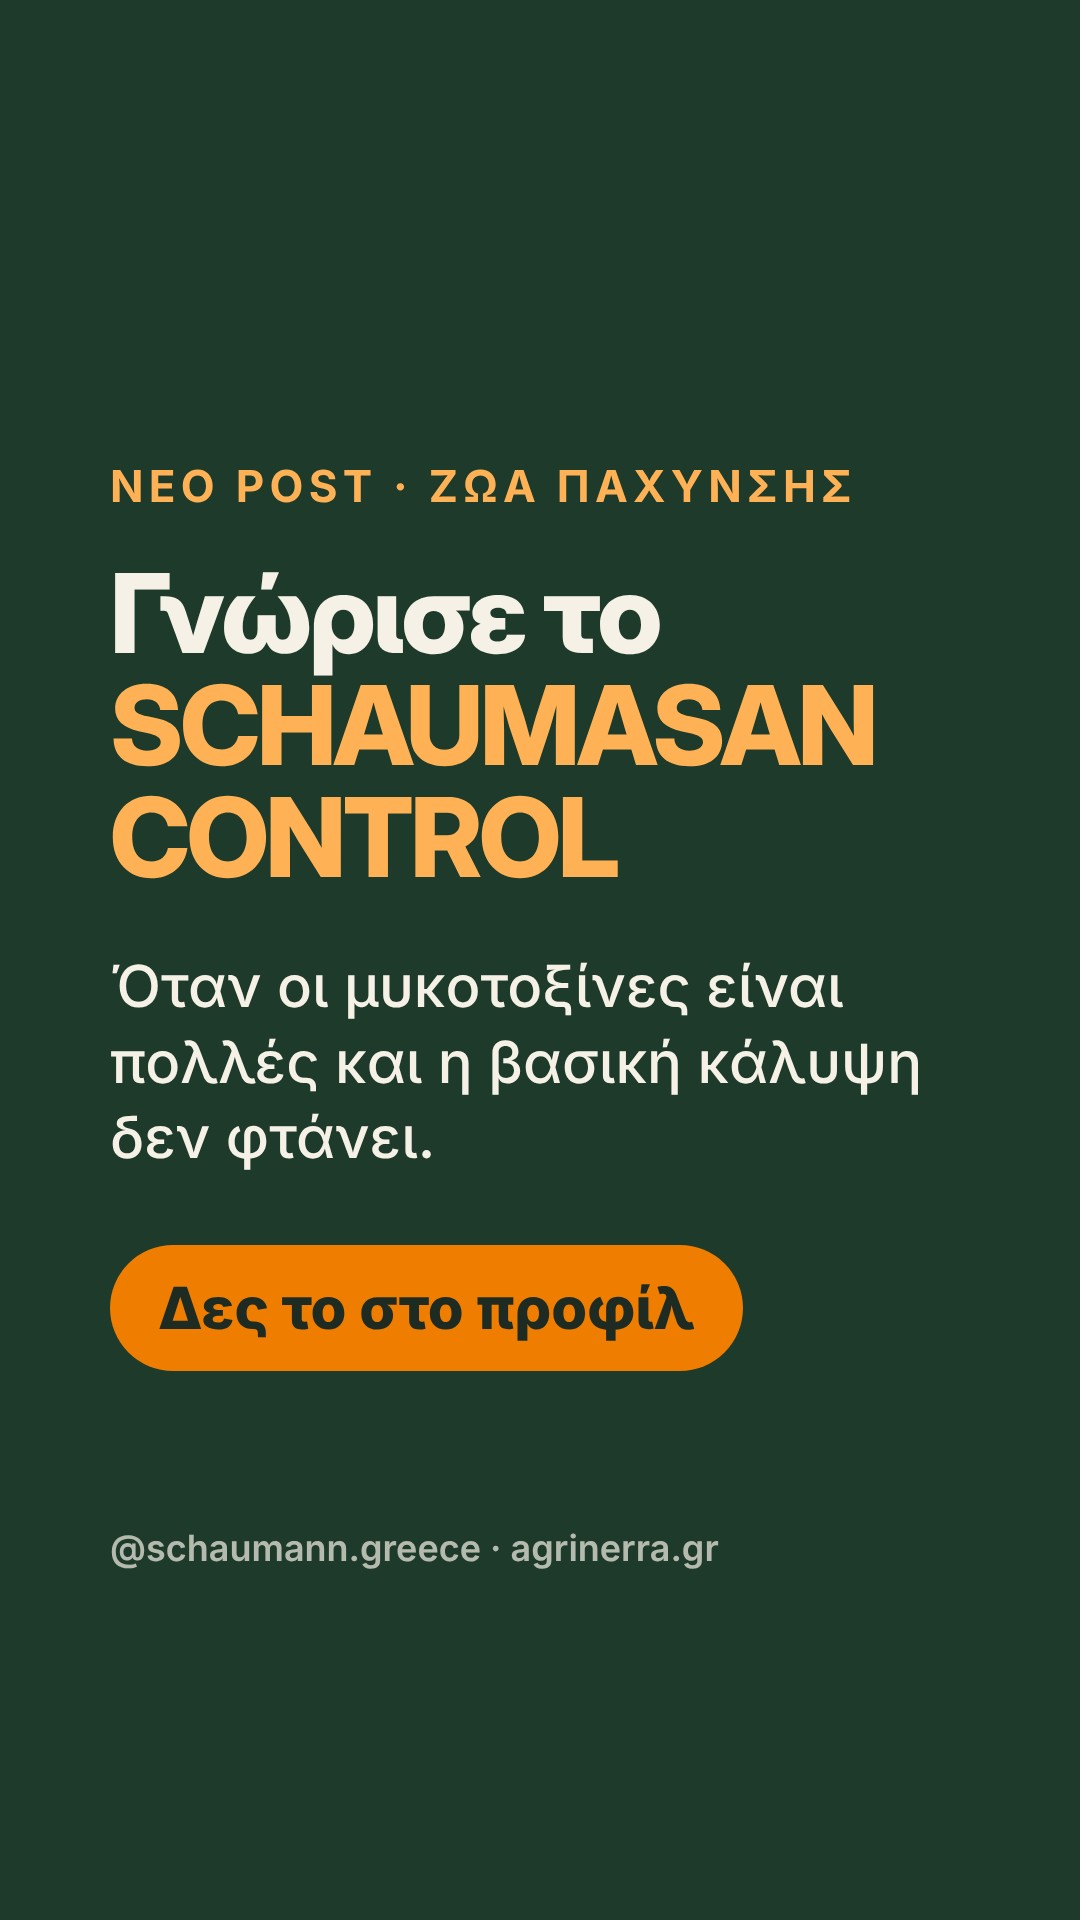 ΝΕΟ POST · ΖΩΑ ΠΑΧΥΝΣΗΣ
Γνώρισε το
SCHAUMASAN
CONTROL
Όταν οι μυκοτοξίνες είναι
πολλές και η βασική κάλυψη
δεν φτάνει.
Δες το στο προφίλ
@schaumann.greece · agrinerra.gr